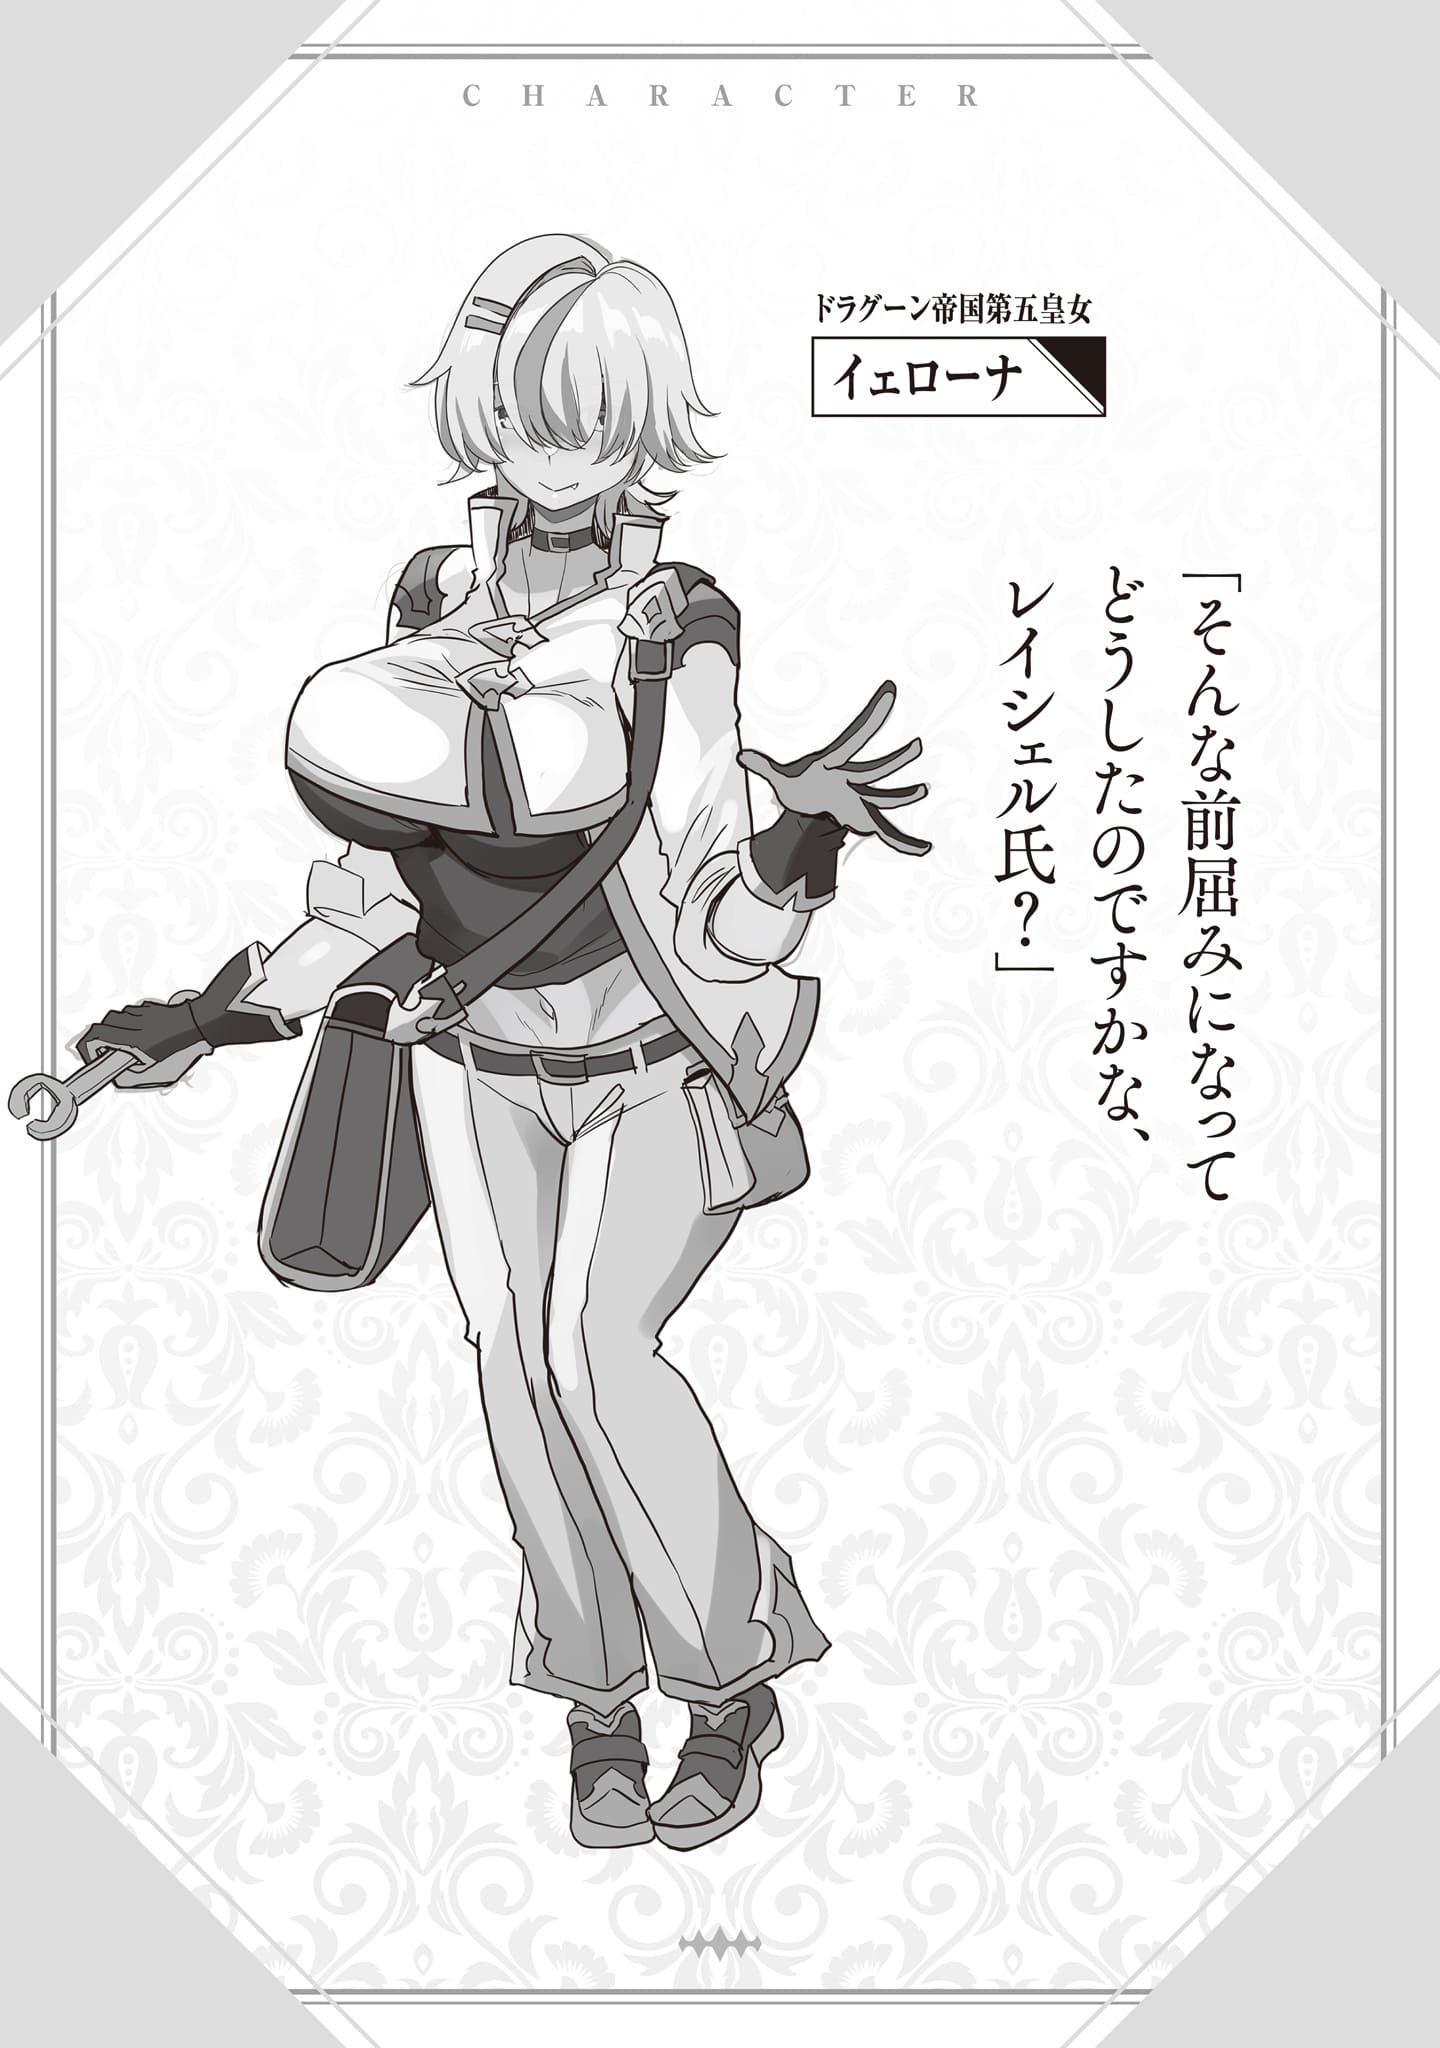 CHARACTER
ドラグーン帝国第五皇女
イェローナ
「そんな前屈みになって
どうしたのですかな、
レイシェル氏？」